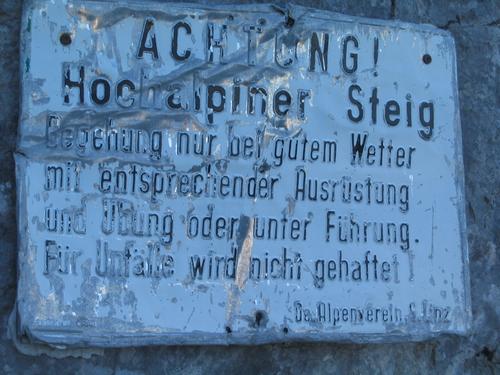 ACHTUNG!
Hochalpiner Steig
Begehung nur bei gutem Wetter
mit entsprechender Ausrüstung
und Übung oder unter Führung.
Für Unfälle wird nicht gehaftet!
Oe. Alpenverein, S. Linz